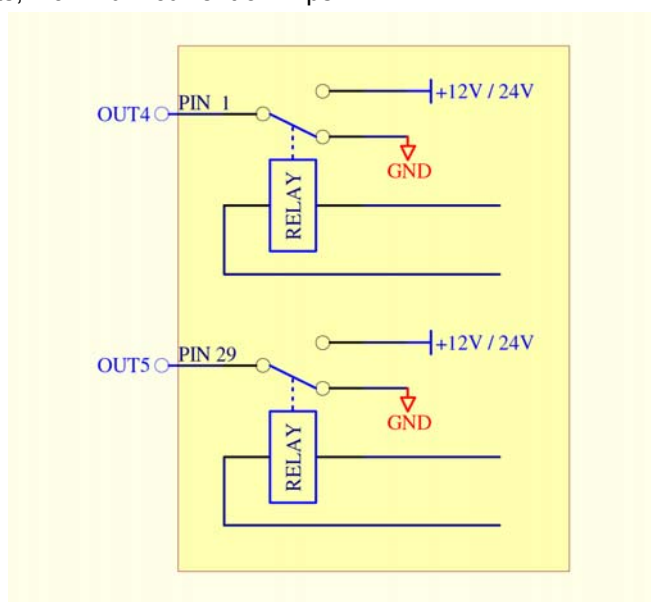 +12V / 24V
OUT4 PIN 1
GND
RELAY
+12V / 24V
OUT5 PIN 29
GND
RELAY